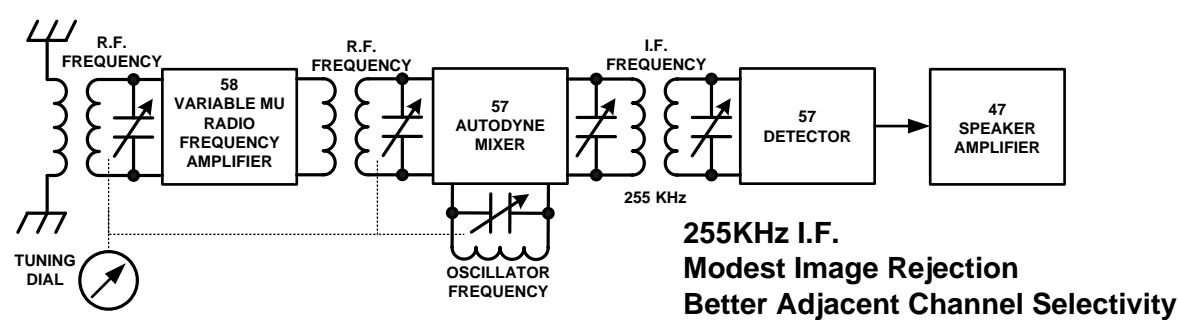 R.F.
FREQUENCY
58
VARIABLE MU
RADIO
FREQUENCY
AMPLIFIER
R.F.
FREQUENCY
57
AUTODYNE
MIXER
I.F.
FREQUENCY
57
DETECTOR
47
SPEAKER
AMPLIFIER
255 KHz
TUNING
DIAL
OSCILLATOR
FREQUENCY
255KHz I.F.
Modest Image Rejection
Better Adjacent Channel Selectivity